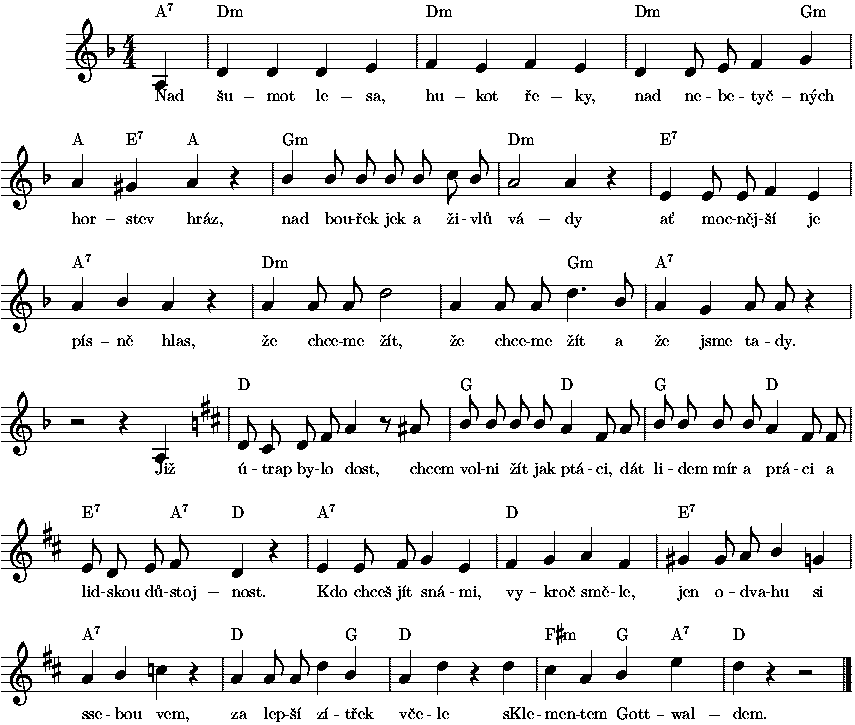 A7 Dm Dm Dm Gm
Nad šu – mot le – sa, hu – kot ře – ky, nad ne - be - tyč – ných
A E7 A Gm Dm E7
hor – stev hráz, nad bou - řek jek a ži - vlů vá – dy ať moc - něj - ší je
A7 Dm Gm A7
pís – ně hlas, že chce - me žít, že chce - me žít a že jsme ta – dy.
D G D G D
Již ú - trap by - lo dost, chcem vol - ni žít jak ptá - ci, dát li - dem mír a prá - ci a
E7 A7 D A7 D E7
lid - skou dů - stoj – nost. Kdo chceš jít sná - mi, vy - kroč smě - le, jen o - dva - hu si
A7 D G D F#m G A7 D
sse - bou vem, za lep - ší zí - třek vče - le sKle - men - tem Gott – wal – dem.